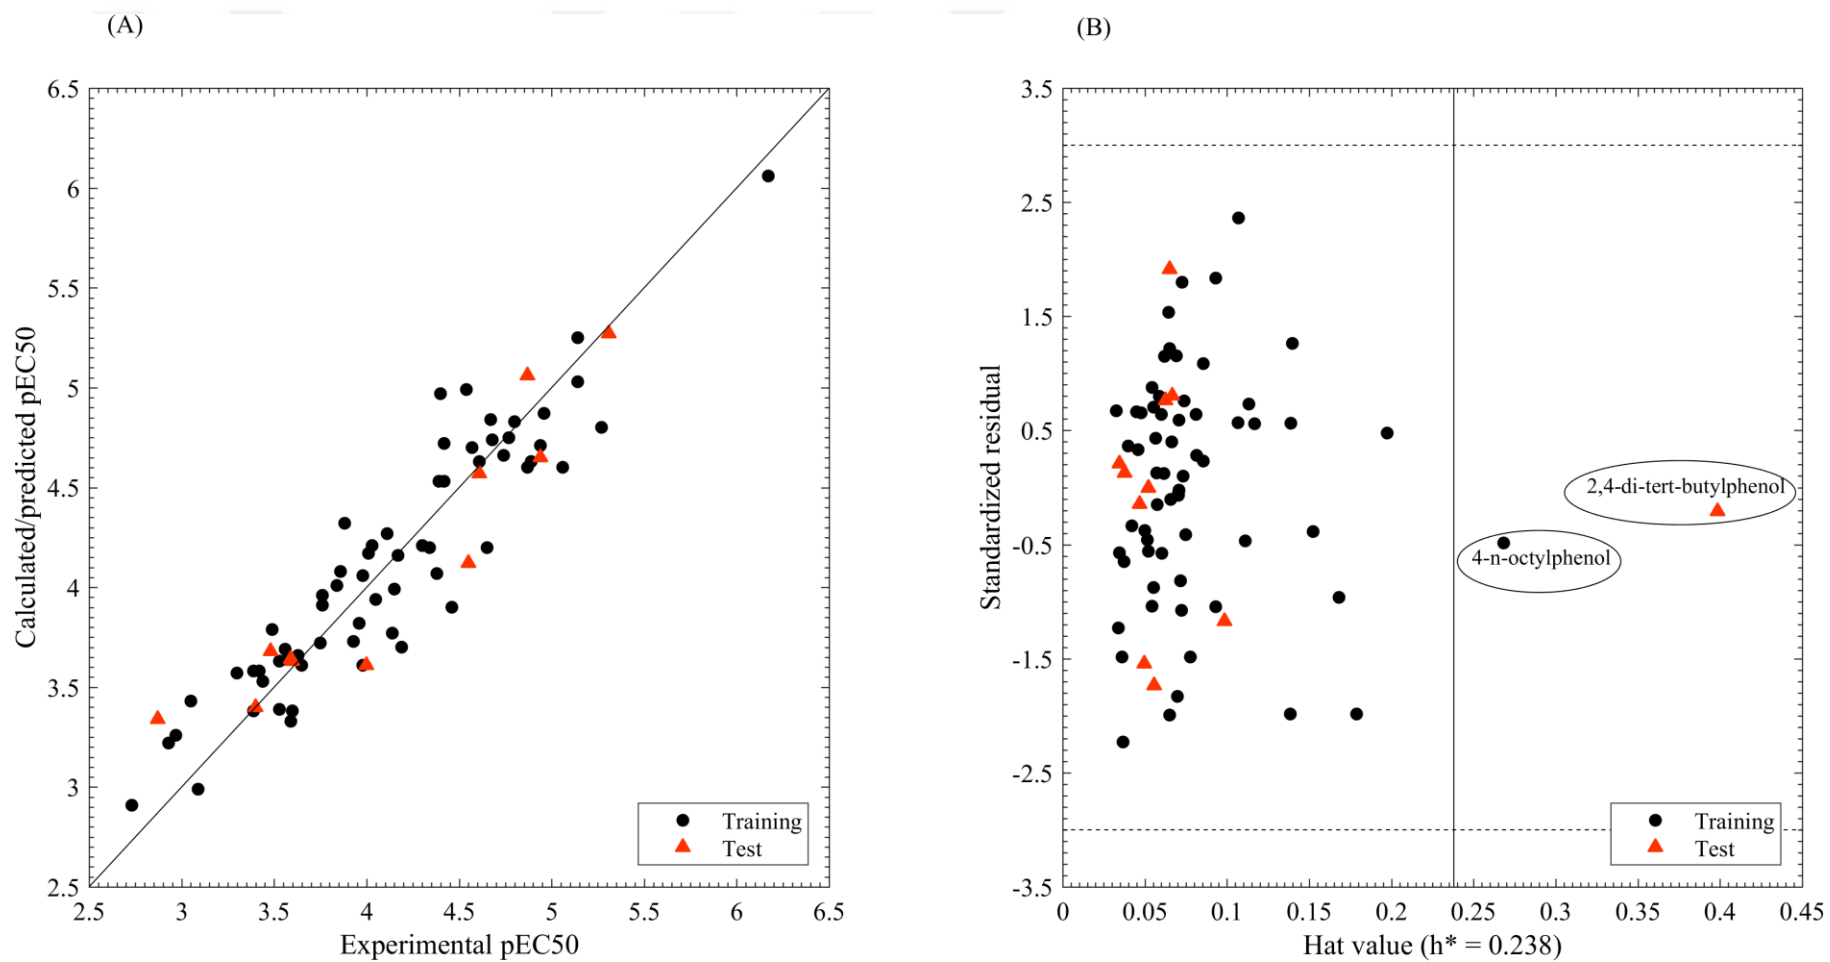 (A)
6.5
6
5.5
5
4.5
4
3.5
3
2.5
Calculated/predicted pEC50
2.5 3 3.5 4 4.5 5 5.5 6 6.5
Experimental pEC50
Training
Test
(B)
3.5
2.5
1.5
0.5
-0.5
-1.5
-2.5
-3.5
Standardized residual
2,4-di-tert-butylphenol
4-n-octylphenol
Training
Test
0 0.05 0.1 0.15 0.2 0.25 0.3 0.35 0.4 0.45
Hat value (h* = 0.238)